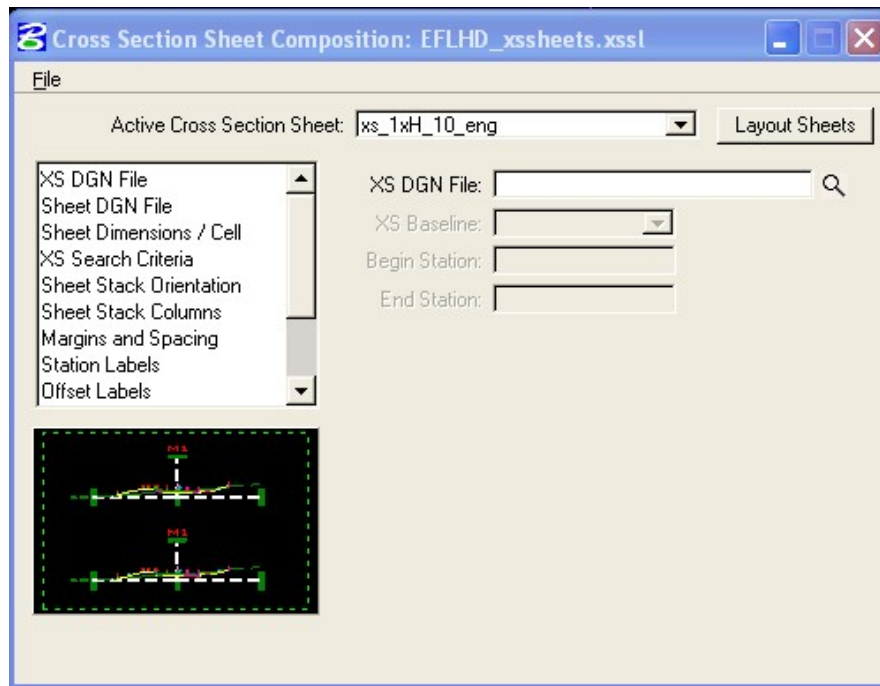 Cross Section Sheet Composition: EFLHD_xssheets.xssl
File
Active Cross Section Sheet: xs_1xH_10_eng Layout Sheets
XS DGN File
Sheet DGN File
Sheet Dimensions / Cell
XS Search Criteria
Sheet Stack Orientation
Sheet Stack Columns
Margins and Spacing
Station Labels
Offset Labels
XS DGN File:
XS Baseline:
Begin Station:
End Station:
M1
M1